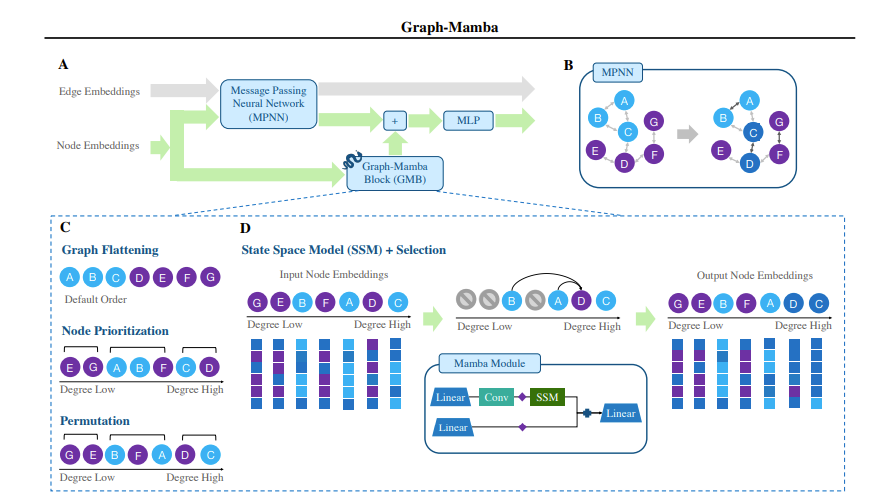 Graph-Mamba
A
Edge Embeddings
Node Embeddings
Message Passing
Neural Network
(MPNN)
+
MLP
Graph-Mamba
Block (GMB)
B
MPNN
A
B
C
G
E
D
F
A
B
C
G
E
D
F
C
Graph Flattening
A B C D E F G
Default Order
Node Prioritization
E G A B F C D
Degree Low Degree High
Permutation
G E B F A D C
Degree Low Degree High
D
State Space Model (SSM) + Selection
Input Node Embeddings
G E B F A D C
Degree Low Degree High
B A D C
Degree Low Degree High
Output Node Embeddings
G E B F A D C
Degree Low Degree High
Mamba Module
Linear Conv SSM
Linear
Linear